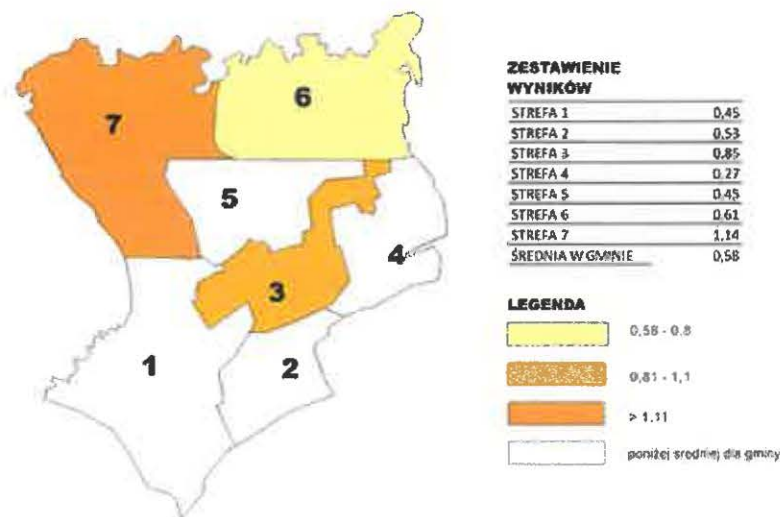 7
6
5
4
3
1
2
ZESTAWIENIE
WYNIKÓW
STREFA 1 0,45
STREFA 2 0,53
STREFA 3 0,85
STREFA 4 0,27
STREFA 5 0,45
STREFA 6 0,61
STREFA 7 1,14
ŚREDNIA W GMINIE 0,58
LEGENDA
0,58 - 0,8
0,81 - 1,1
> 1,11
poniżej średniej dla gminy